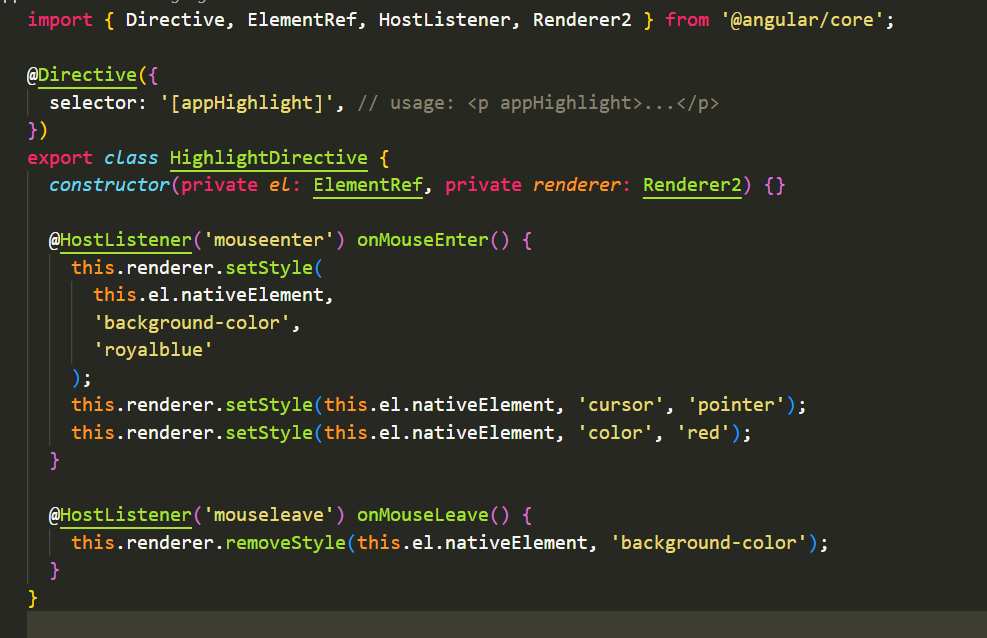 import { Directive, ElementRef, HostListener, Renderer2 } from '@angular/core';
@Directive({
selector: '[appHighlight]', // usage: <p appHighlight>...</p>
})
export class HighlightDirective {
constructor(private el: ElementRef, private renderer: Renderer2) {}
@HostListener('mouseenter') onMouseEnter() {
this.renderer.setStyle(
this.el.nativeElement,
'background-color',
'royalblue'
);
this.renderer.setStyle(this.el.nativeElement, 'cursor', 'pointer');
this.renderer.setStyle(this.el.nativeElement, 'color', 'red');
}
@HostListener('mouseleave') onMouseLeave() {
this.renderer.removeStyle(this.el.nativeElement, 'background-color');
}
}